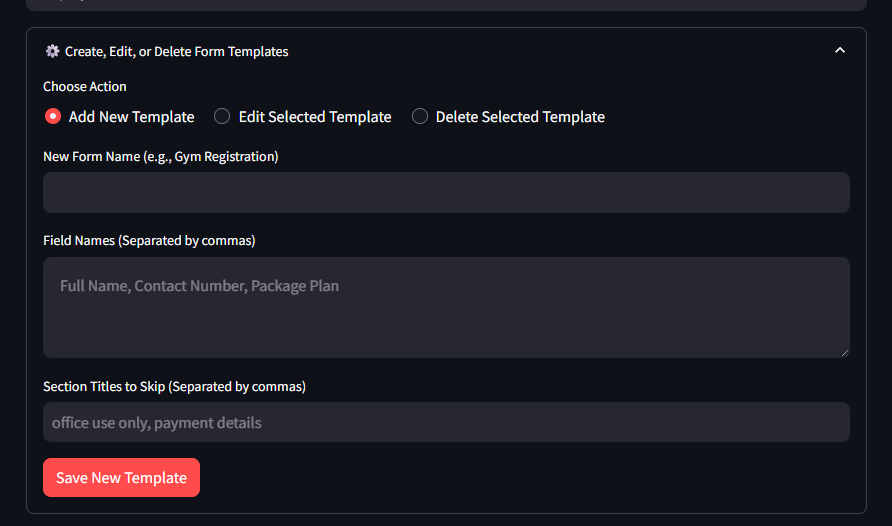 Create, Edit, or Delete Form Templates
Choose Action
Add New Template Edit Selected Template Delete Selected Template
New Form Name (e.g., Gym Registration)
Field Names (Separated by commas)
Full Name, Contact Number, Package Plan
Section Titles to Skip (Separated by commas)
office use only, payment details
Save New Template